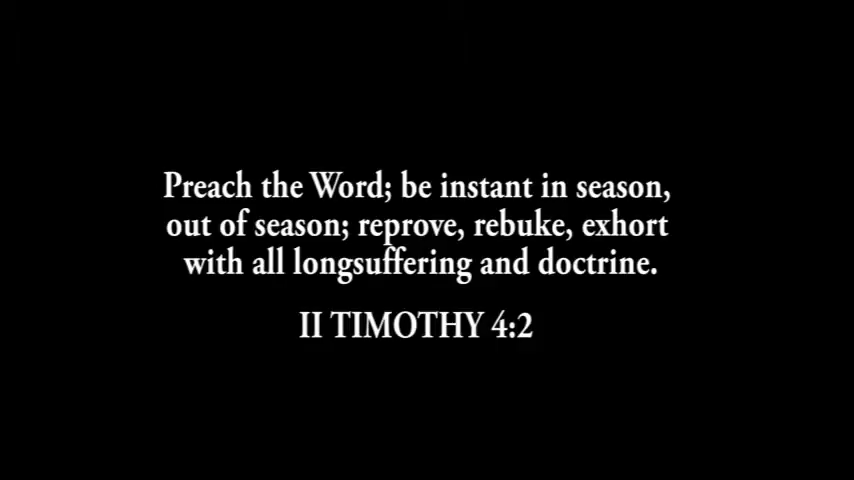 Preach the Word; be instant in season,
out of season; reprove, rebuke, exhort
with all longsuffering and doctrine.
II TIMOTHY 4:2